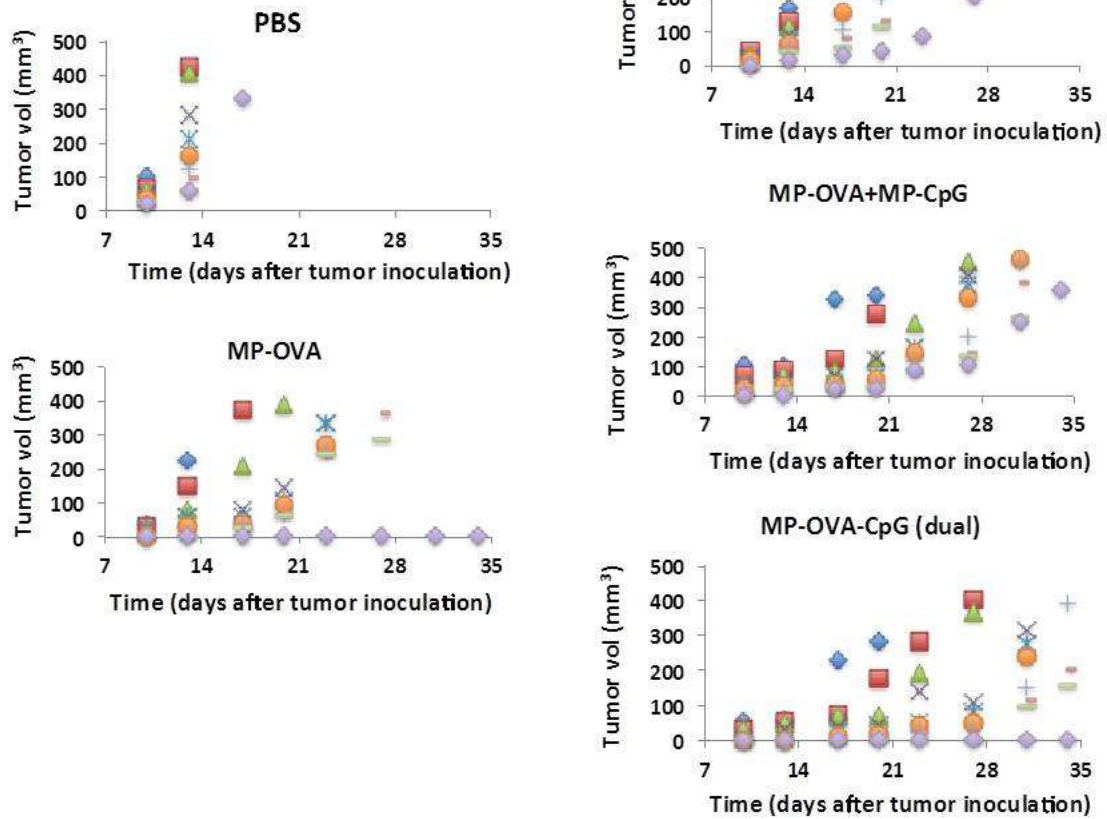 PBS
Tumor vol (mm³)
500
400
300
200
100
0
7 14 21 28 35
Time (days after tumor inoculation)
MP-OVA
Tumor vol (mm³)
500
400
300
200
100
0
7 14 21 28 35
Time (days after tumor inoculation)
Tumor
200
100
0
7 14 21 28 35
Time (days after tumor inoculation)
MP-OVA+MP-CpG
Tumor vol (mm³)
500
400
300
200
100
0
7 14 21 28 35
Time (days after tumor inoculation)
MP-OVA-CpG (dual)
Tumor vol (mm³)
500
400
300
200
100
0
7 14 21 28 35
Time (days after tumor inoculation)